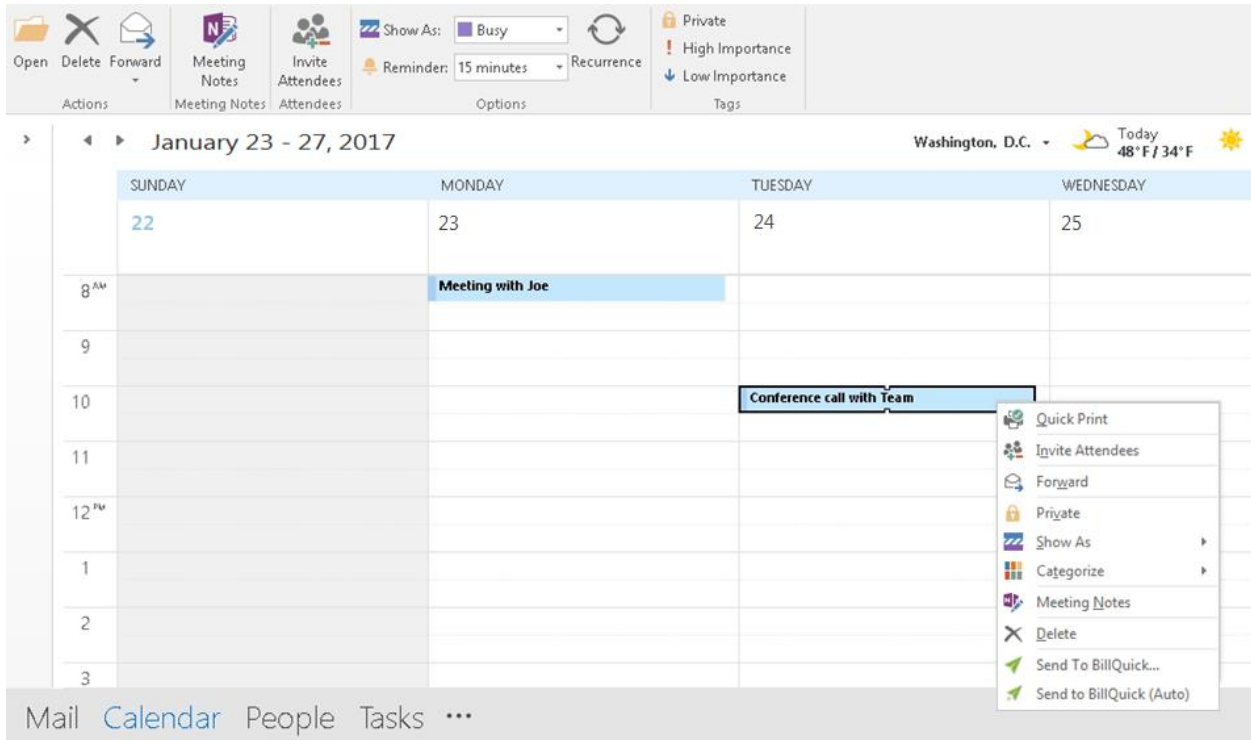 Open Delete Forward
Meeting Notes
Invite Attendees
Show As: Busy
Reminder: 15 minutes
Recurrence
Private
High Importance
Low Importance
Actions Meeting Notes Attendees Options Tags
January 23 - 27, 2017
Washington, D.C.
Today
48°F / 34°F
SUNDAY MONDAY TUESDAY WEDNESDAY
22 23 24 25
8 AM
Meeting with Joe
9
10
Conference call with Team
11
12 PM
1
2
3
Quick Print
Invite Attendees
Forward
Private
Show As
Categorize
Meeting Notes
Delete
Send To BillQuick...
Send to BillQuick (Auto)
Mail Calendar People Tasks •••